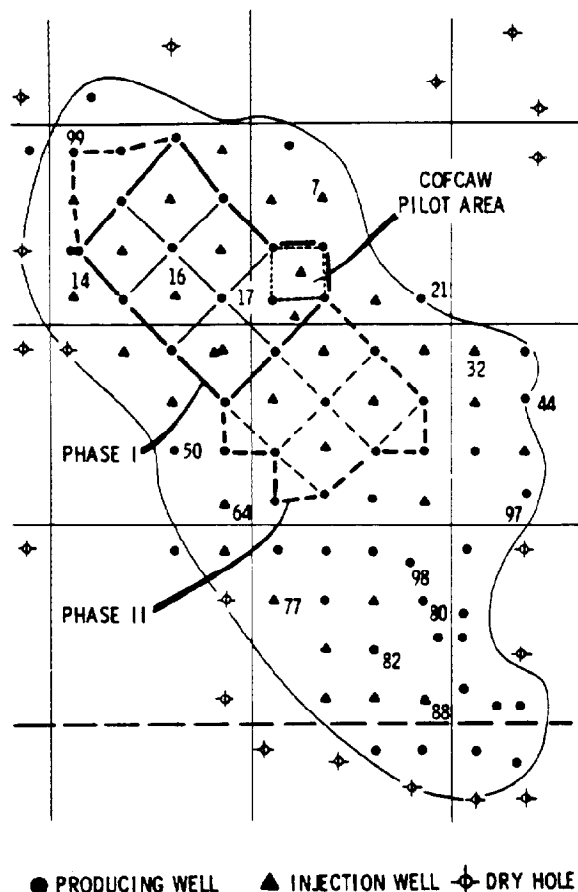 99
7
COFCAW
PILOT AREA
14
16
17
21
32
44
PHASE I
50
64
97
98
PHASE II
77
80
82
88
PRODUCING WELL
INJECTION WELL
DRY HOLE